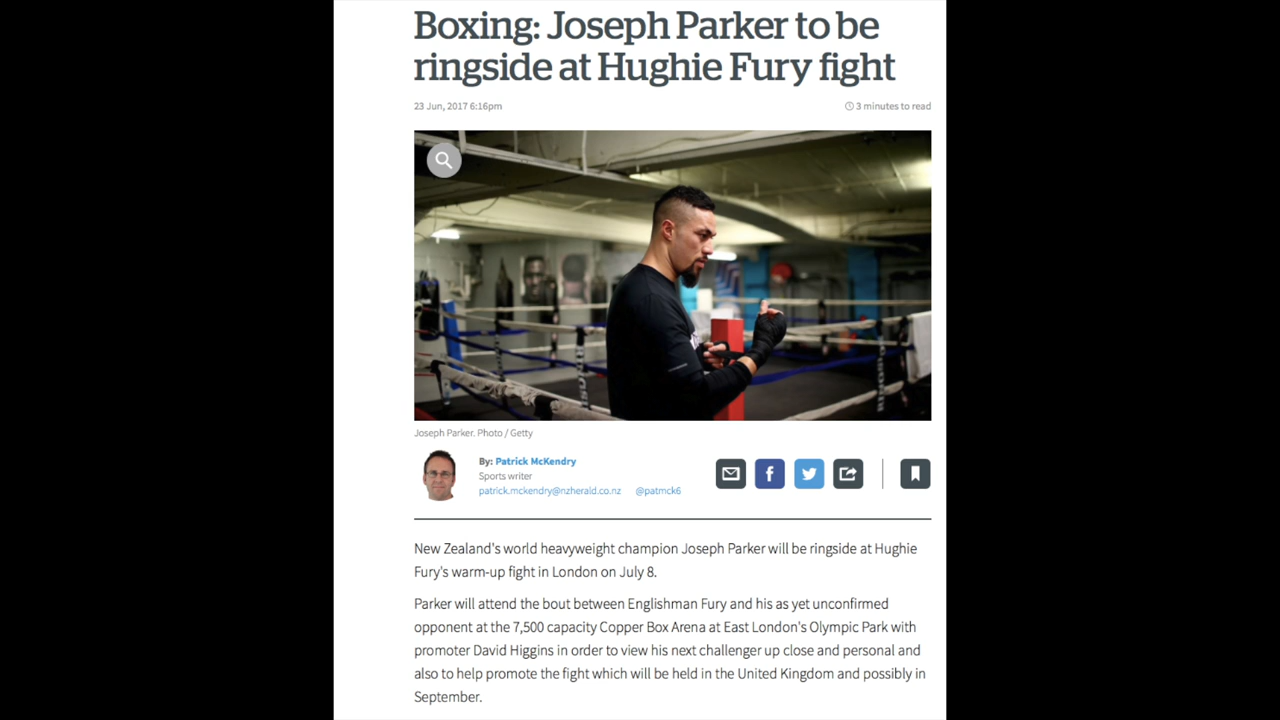 Boxing: Joseph Parker to be
ringside at Hughie Fury fight
23 Jun, 2017 6:16pm
3 minutes to read
Joseph Parker. Photo / Getty
By: Patrick McKendry
Sports writer
patrick.mckendry@nzherald.co.nz @patmck6
New Zealand's world heavyweight champion Joseph Parker will be ringside at Hughie
Fury's warm-up fight in London on July 8.
Parker will attend the bout between Englishman Fury and his as yet unconfirmed
opponent at the 7,500 capacity Copper Box Arena at East London's Olympic Park with
promoter David Higgins in order to view his next challenger up close and personal and
also to help promote the fight which will be held in the United Kingdom and possibly in
September.